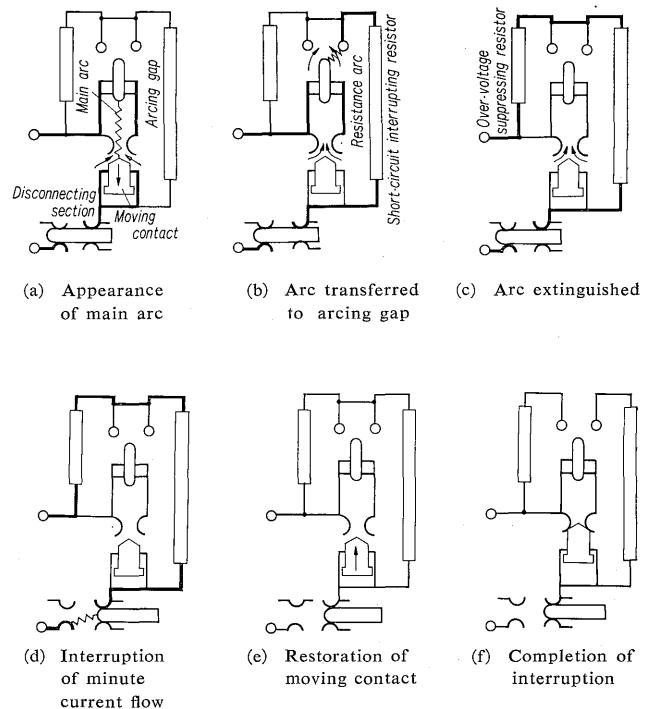 Main arc
Arcing gap
Disconnecting
section
Moving
contact
(a) Appearance
of main arc
Resistance arc
Short-circuit interrupting resistor
(b) Arc transferred
to arcing gap
Over-voltage
suppressing resistor
(c) Arc extinguished
(d) Interruption
of minute
current flow
(e) Restoration of
moving contact
(f) Completion of
interruption